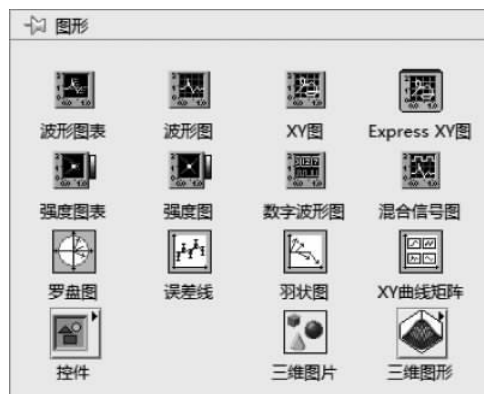 图形
波形图表 波形图 XY图 Express XY图
强度图表 强度图 数字波形图 混合信号图
罗盘图 误差线 羽状图 XY曲线矩阵
控件 三维图片 三维图形